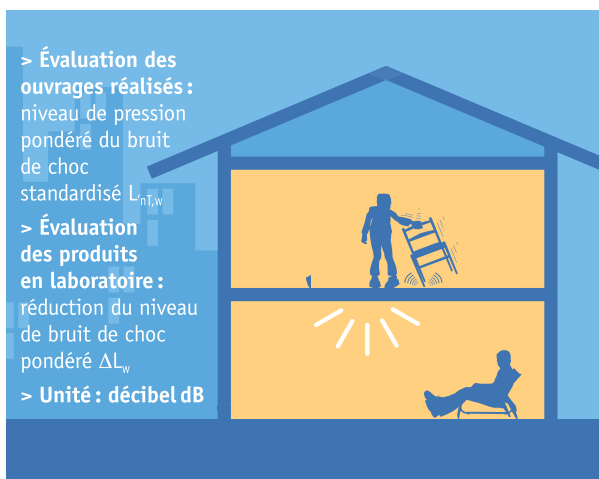 > Évaluation des
ouvrages réalisés :
niveau de pression
pondéré du bruit
de choc
standardisé LnT,w
> Évaluation
des produits
en laboratoire :
réduction du niveau
de bruit de choc
pondéré ΔLw
> Unité : décibel dB